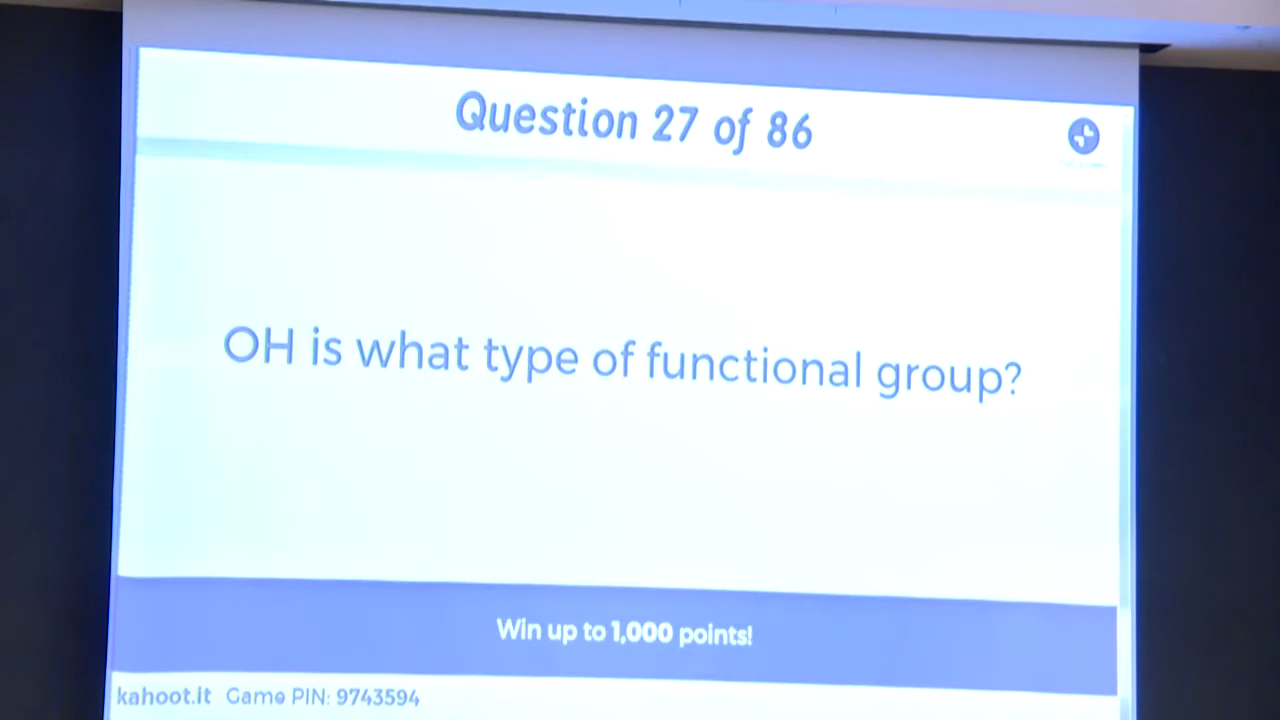 Question 27 of 86
OH is what type of functional group?
Win up to 1,000 points!
kahoot.it Game PIN: 9743594